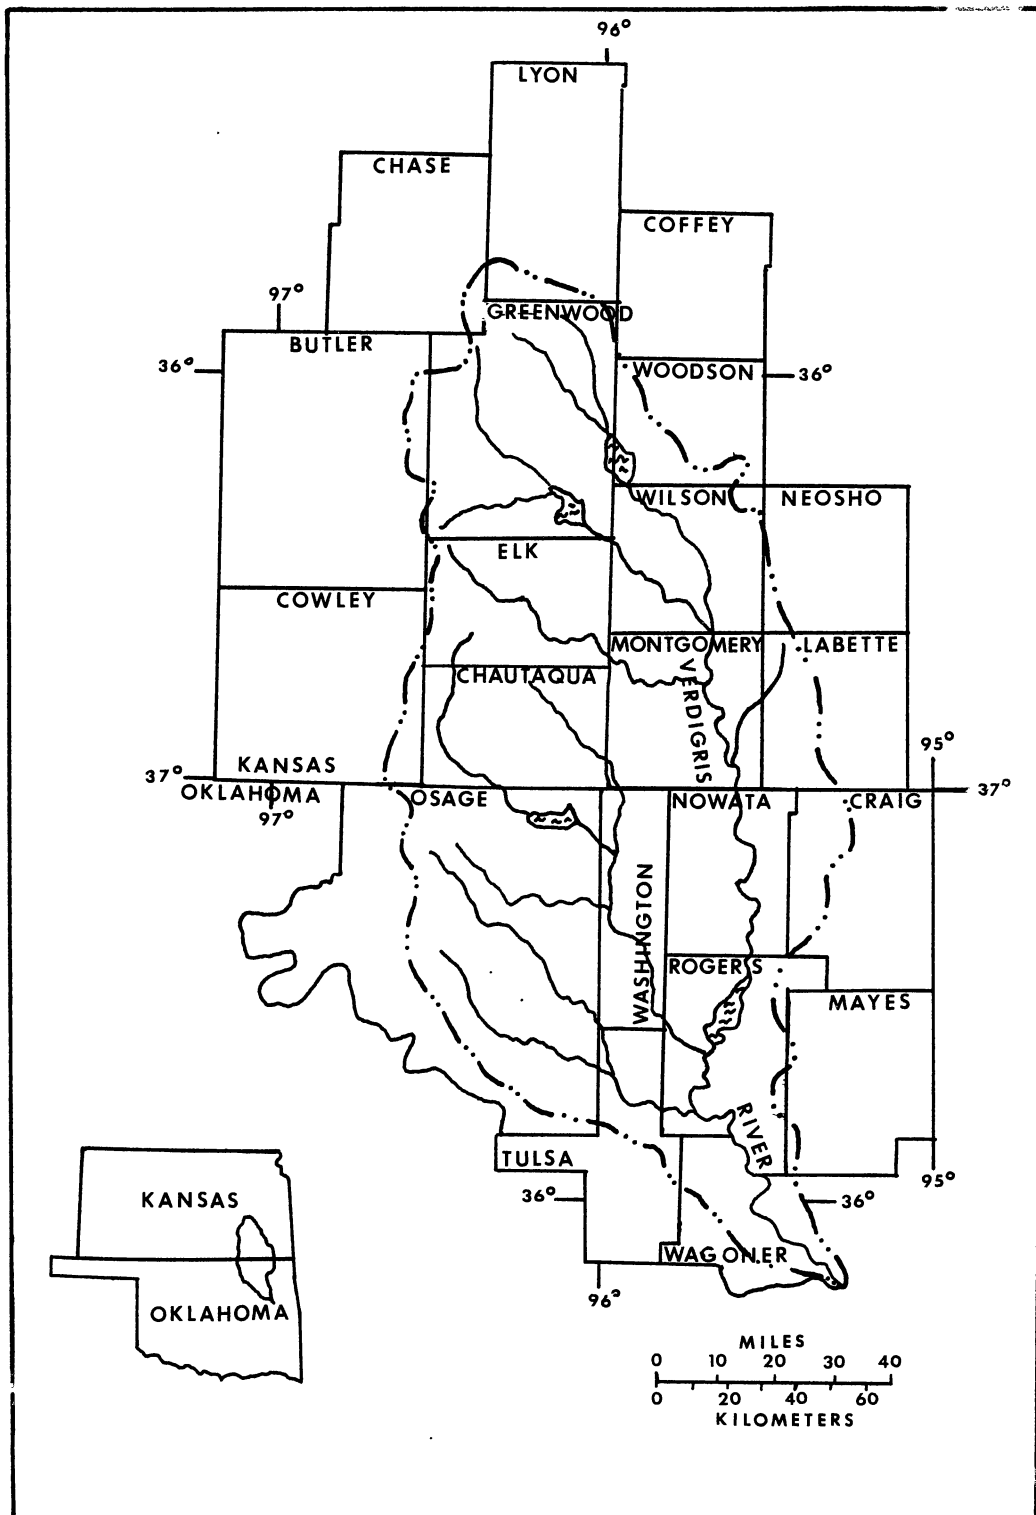 96°
LYON
CHASE
COFFEY
97°
GREENWOOD
BUTLER
36°
WOODSON
36°
WILSON
NEOSHO
ELK
COWLEY
MONTGOMERY
LABETTE
CHAUTAQUA
VERDIGRIS
95°
KANSAS
37°
37°
OKLAHOMA
OSAGE
NOWATA
CRAIG
97°
WASHINGTON
ROGERS
MAYES
RIVER
TULSA
95°
KANSAS
36°
36°
WAGONER
96°
OKLAHOMA
MILES
0 10 20 30 40
0 20 40 60
KILOMETERS